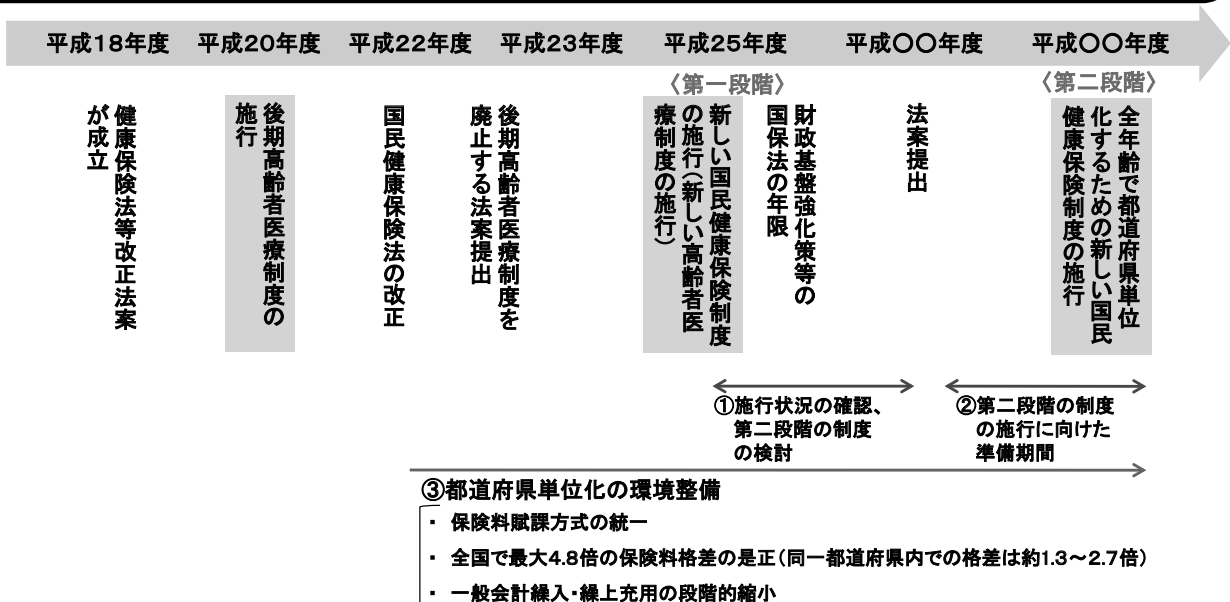 平成18年度 平成20年度 平成22年度 平成23年度 平成25年度 平成〇〇年度 平成〇〇年度
〈第一段階〉
〈第二段階〉
健康保険法等改正法案
が成立
後期高齢者医療制度の
施行
国民健康保険法の改正
後期高齢者医療制度を
廃止する法案提出
新しい国民健康保険制度
の施行(新しい高齢者医
療制度の施行)
財政基盤強化策等の
国保法の年限
法案提出
全年齢で都道府県単位
化するための新しい国民
健康保険制度の施行
①施行状況の確認、
第二段階の制度
の検討
②第二段階の制度
の施行に向けた
準備期間
③都道府県単位化の環境整備
・ 保険料賦課方式の統一
・ 全国で最大4.8倍の保険料格差の是正(同一都道府県内での格差は約1.3～2.7倍)
・ 一般会計繰入・繰上充用の段階的縮小